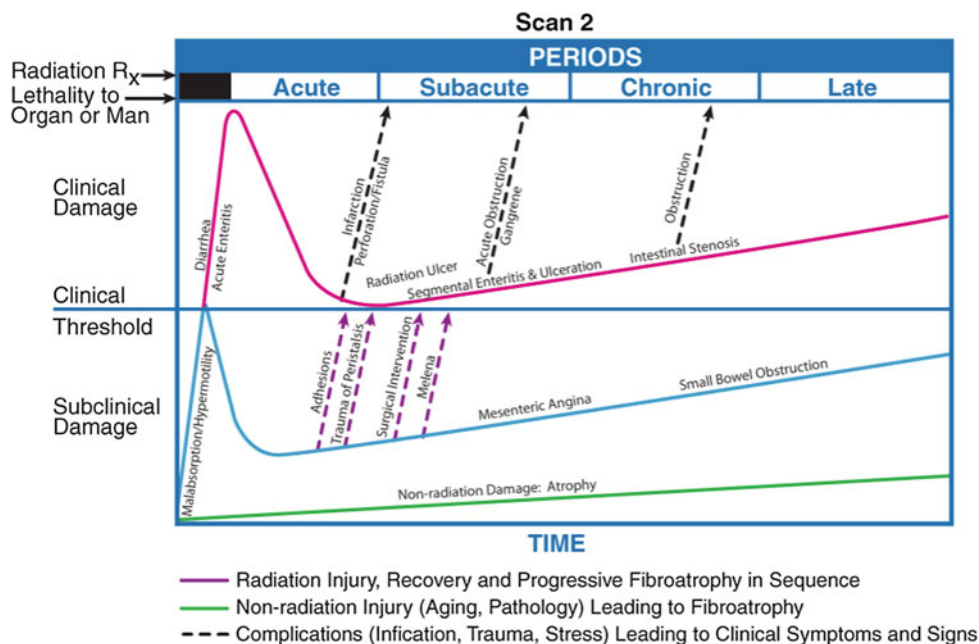 Scan 2
PERIODS
Radiation Rx
Lethality to
Organ or Man
Acute
Subacute
Chronic
Late
Clinical
Damage
Diarrhea
Acute Enteritis
Infarction
Perforation/Fistula
Acute Obstruction
Gangrene
Obstruction
Radiation Ulcer
Segmental Enteritis & Ulceration
Intestinal Stenosis
Clinical
Threshold
Subclinical
Damage
Malabsorption/Hypermotility
Adhesions
Trauma of Peristalsis
Surgical Intervention
Melena
Mesenteric Angina
Small Bowel Obstruction
Non-radiation Damage: Atrophy
TIME
Radiation Injury, Recovery and Progressive Fibroatrophy in Sequence
Non-radiation Injury (Aging, Pathology) Leading to Fibroatrophy
Complications (Infication, Trauma, Stress) Leading to Clinical Symptoms and Signs